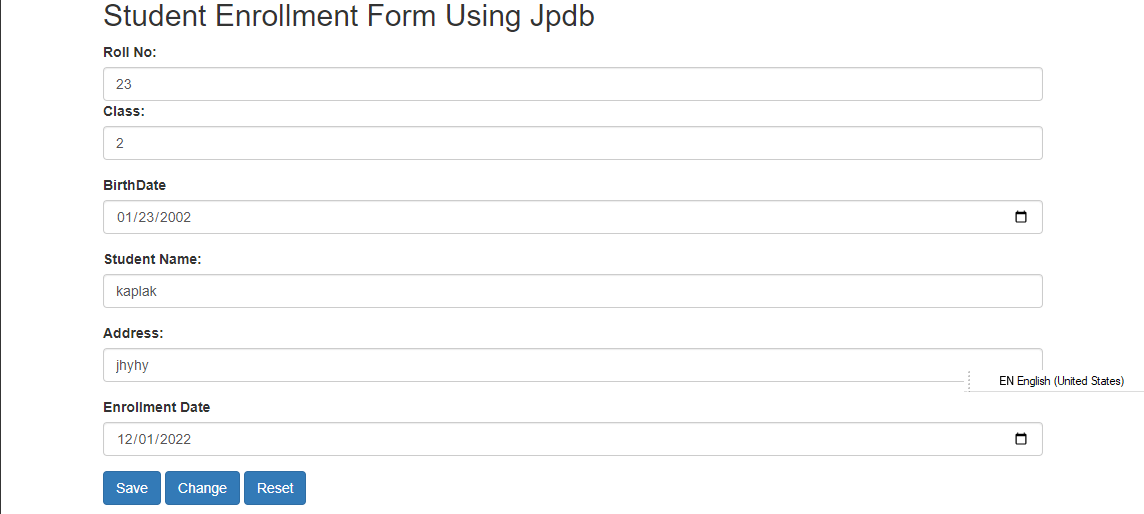 Student Enrollment Form Using Jpdb
Roll No:
23
Class:
2
BirthDate
01/23/2002
Student Name:
kaplak
Address:
jhyhy
EN English (United States)
Enrollment Date
12/01/2022
Save Change Reset